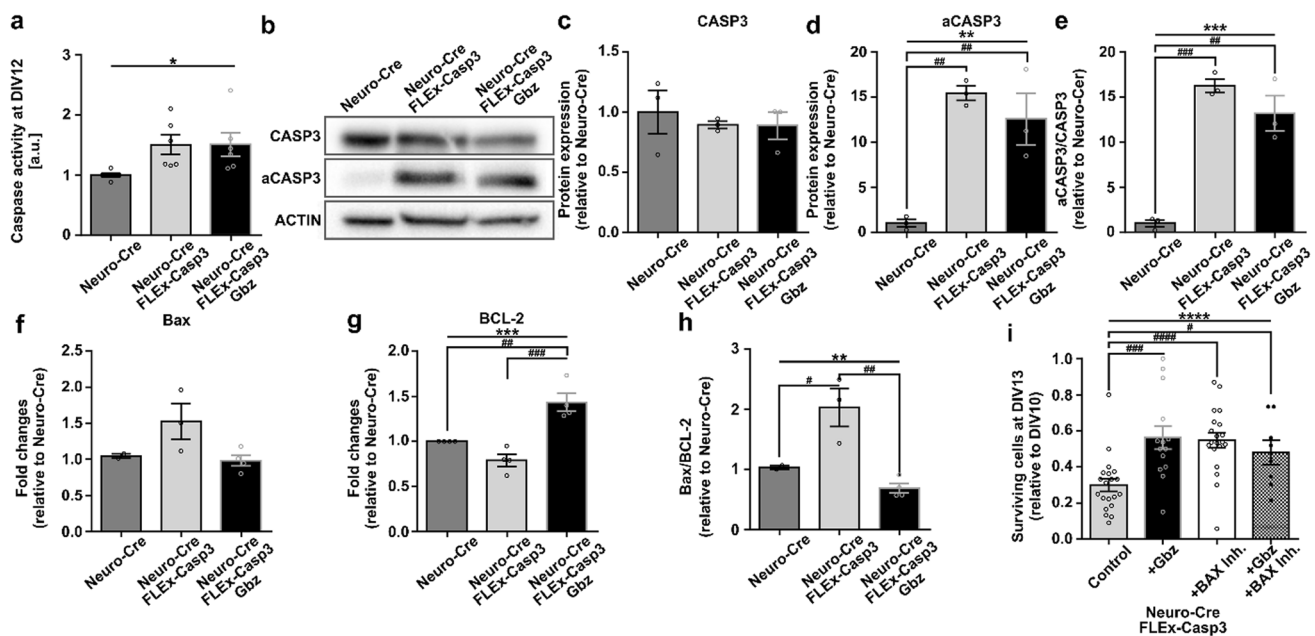 a
Caspase activity at DIV12
[a.u.]
3
2
1
0
*
Neuro-Cre
Neuro-Cre
FLEx-Casp3
Neuro-Cre
FLEx-Casp3
Gbz
b
Neuro-Cre
Neuro-Cre
FLEx-Casp3
Neuro-Cre
FLEx-Casp3
Gbz
CASP3
aCASP3
ACTIN
c
CASP3
Protein expression
(relative to Neuro-Cre)
1.5
1.0
0.5
0.0
Neuro-Cre
Neuro-Cre
FLEx-Casp3
Neuro-Cre
FLEx-Casp3
Gbz
d
aCASP3
Protein expression
(relative to Neuro-Cre)
20
15
10
5
0
**
##
##
Neuro-Cre
Neuro-Cre
FLEx-Casp3
Neuro-Cre
FLEx-Casp3
Gbz
e
aCASP3/CASP3
(relative to Neuro-Cer)
20
15
10
5
0
***
##
###
Neuro-Cre
Neuro-Cre
FLEx-Casp3
Neuro-Cre
FLEx-Casp3
Gbz
f
Bax
Fold changes
(relative to Neuro-Cre)
2.5
2.0
1.5
1.0
0.5
0.0
Neuro-Cre
Neuro-Cre
FLEx-Casp3
Neuro-Cre
FLEx-Casp3
Gbz
g
BCL-2
Fold changes
(relative to Neuro-Cre)
2.0
1.5
1.0
0.5
0.0
***
##
###
Neuro-Cre
Neuro-Cre
FLEx-Casp3
Neuro-Cre
FLEx-Casp3
Gbz
h
Bax/BCL-2
(relative to Neuro-Cre)
3
2
1
0
**
#
##
Neuro-Cre
Neuro-Cre
FLEx-Casp3
Neuro-Cre
FLEx-Casp3
Gbz
i
Surviving cells at DIV13
(relative to DIV10)
1.0
0.8
0.6
0.4
0.2
0.0
****
#
####
###
Control
+Gbz
+BAX Inh.
+Gbz
+BAX Inh.
Neuro-Cre
FLEx-Casp3